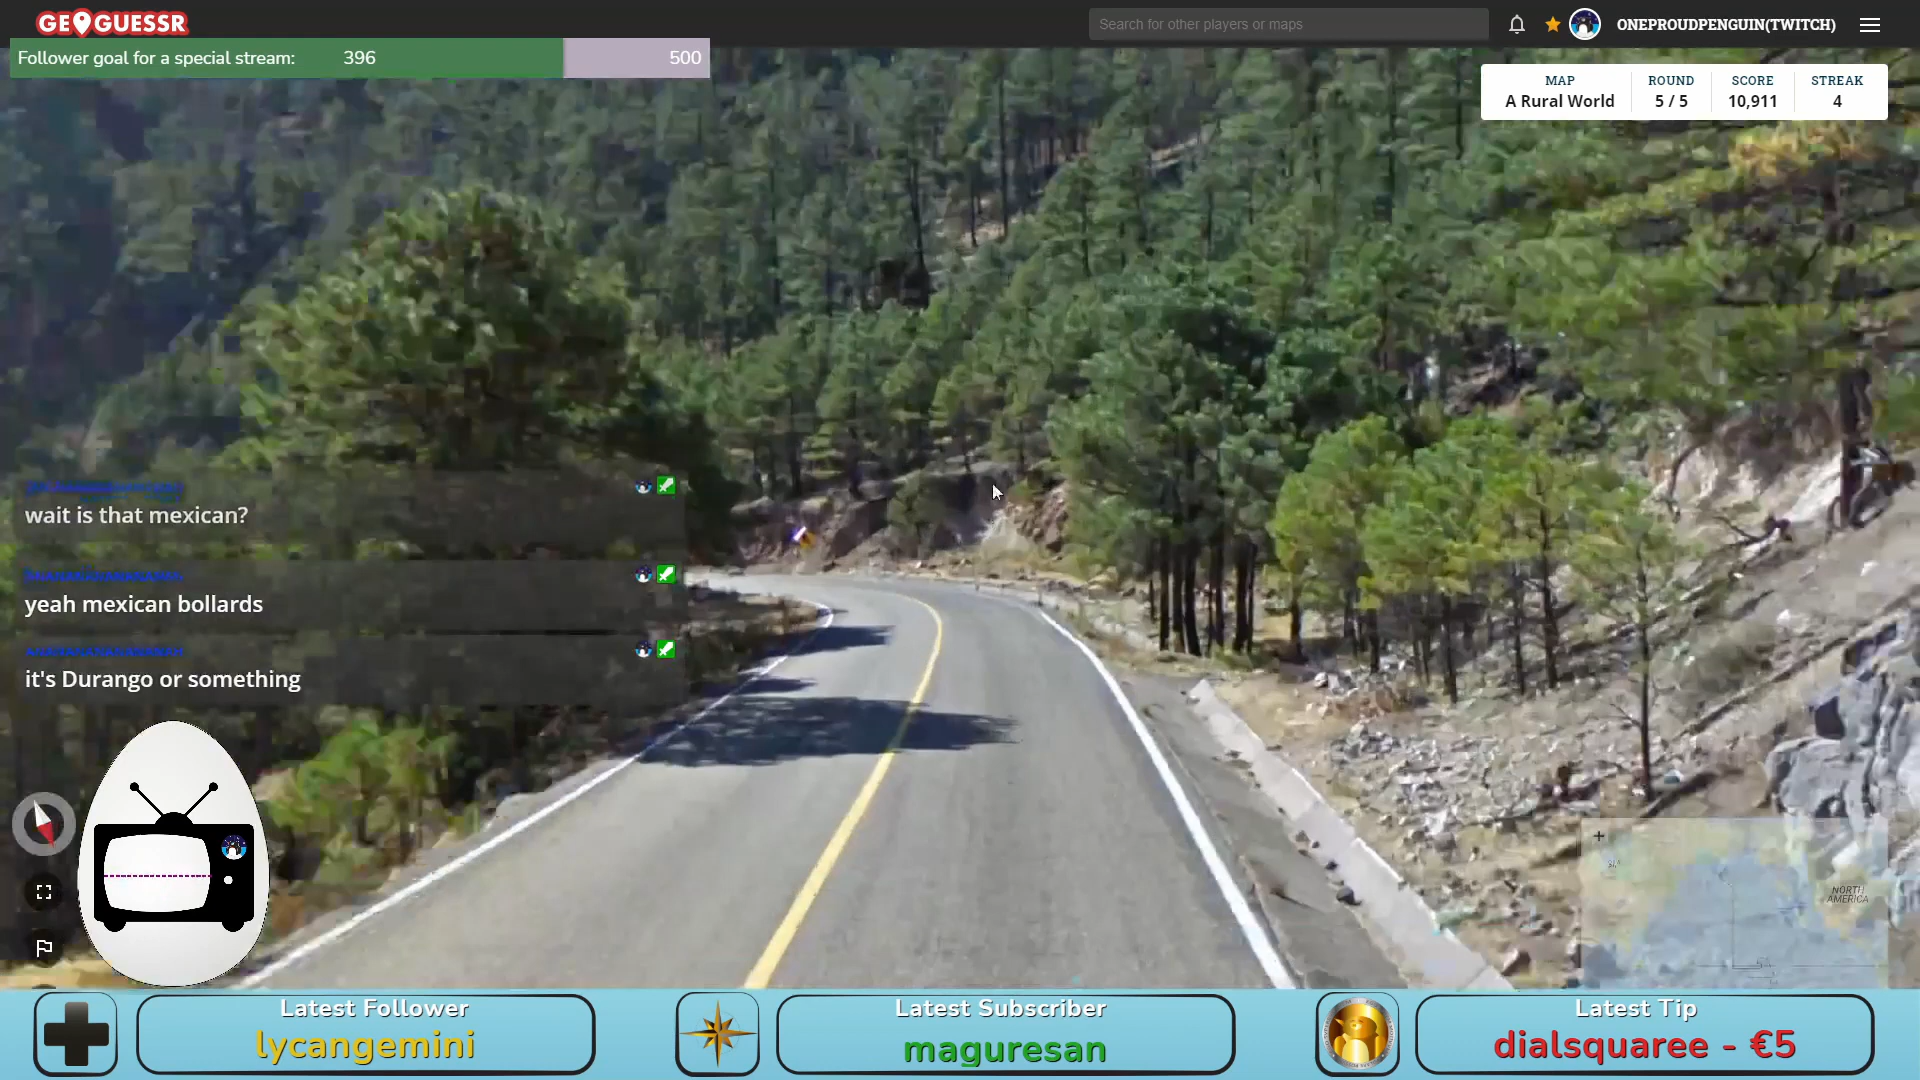 GEOGUESSR
Search for other players or maps
ONEPROUDPENGUIN(TWITCH)
Follower goal for a special stream: 396 500
MAP ROUND SCORE STREAK
A Rural World 5 / 5 10,911 4
wait is that mexican?
yeah mexican bollards
it's Durango or something
NORTH
AMERICA
Latest Follower
lycangemini
Latest Subscriber
maguresan
Latest Tip
dialsquaree - €5